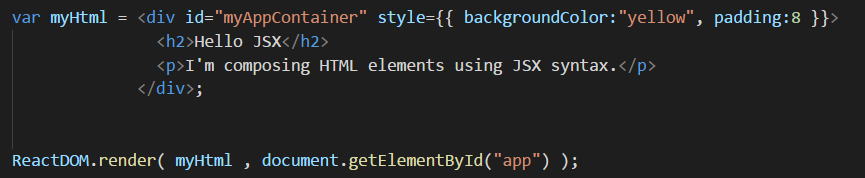 var myHtml = <div id="myAppContainer" style={{ backgroundColor:"yellow", padding:8 }}>
<h2>Hello JSX</h2>
<p>I'm composing HTML elements using JSX syntax.</p>
</div>;
ReactDOM.render( myHtml , document.getElementById("app") );